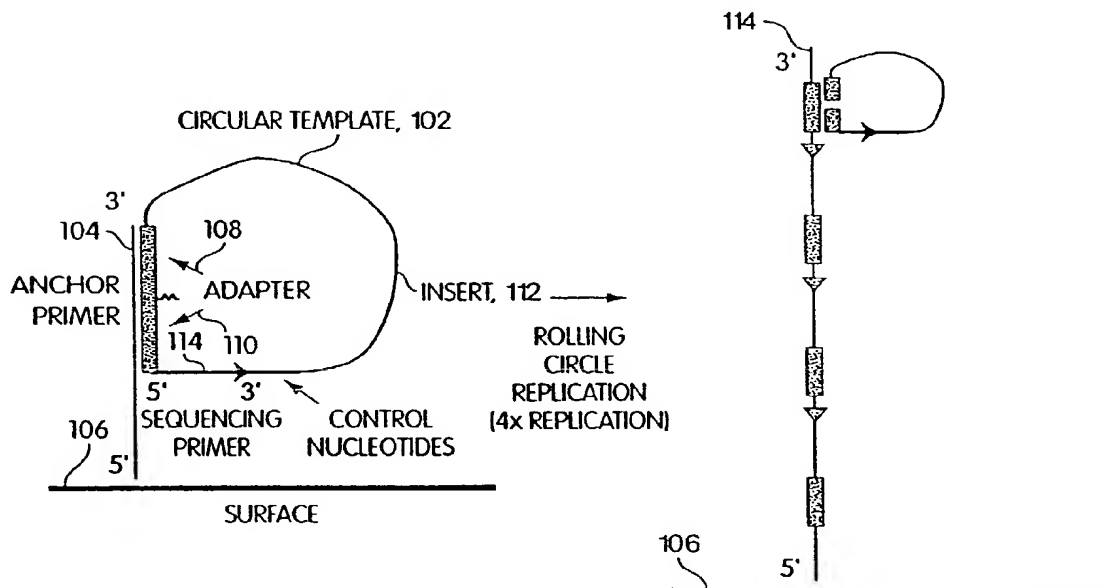 CIRCULAR TEMPLATE, 102
3'
104
108
ANCHOR
PRIMER
ADAPTER
INSERT, 112
114
110
5'
3'
SEQUENCING
PRIMER
CONTROL
NUCLEOTIDES
106
5'
SURFACE
ROLLING
CIRCLE
REPLICATION
(4x REPLICATION)
114
3'
106
5'